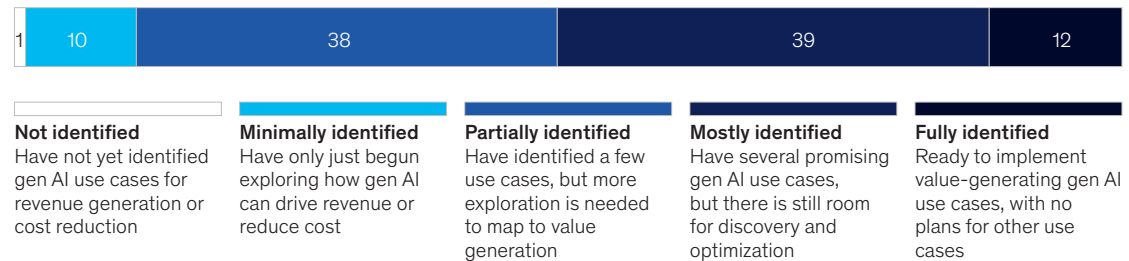 1 10 38 39 12
Not identified
Have not yet identified
gen AI use cases for
revenue generation or
cost reduction
Minimally identified
Have only just begun
exploring how gen AI
can drive revenue or
reduce cost
Partially identified
Have identified a few
use cases, but more
exploration is needed
to map to value
generation
Mostly identified
Have several promising
gen AI use cases,
but there is still room
for discovery and
optimization
Fully identified
Ready to implement
value-generating gen AI
use cases, with no
plans for other use
cases